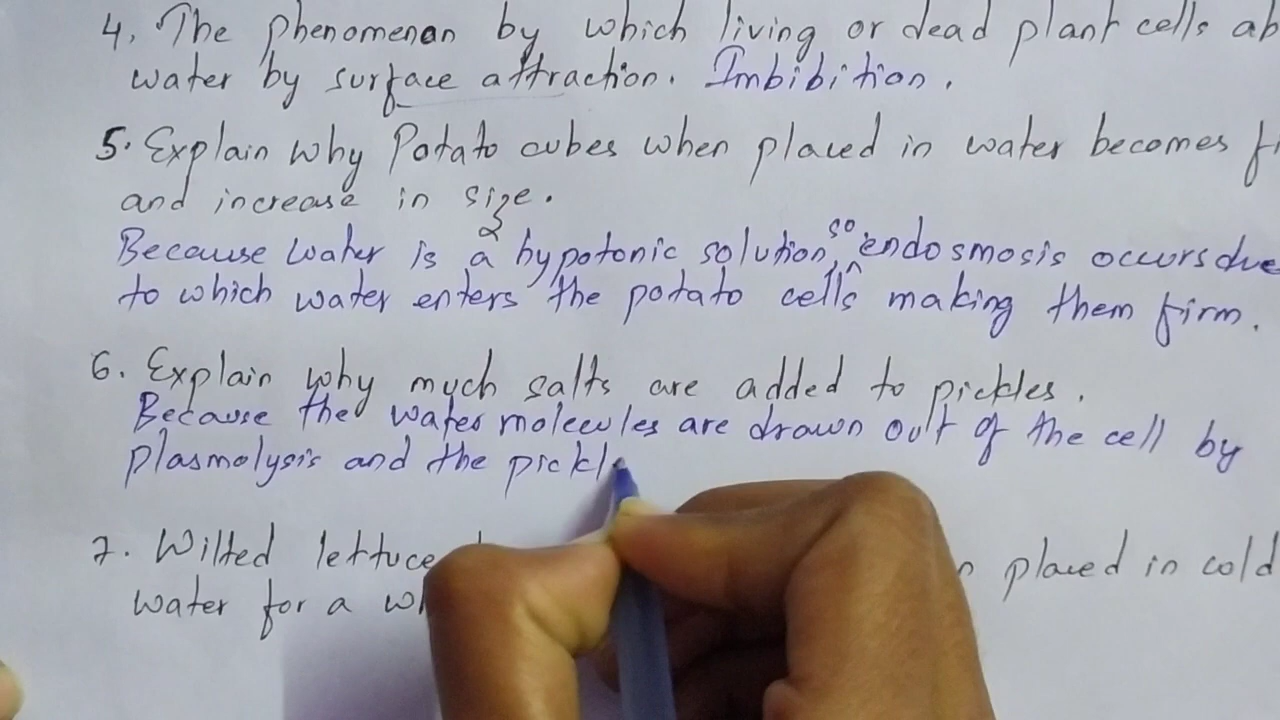 4. The phenomenon by which living or dead plant cells ab
water by surface attraction. Imbibition.
5. Explain why Potato cubes when placed in water becomes fi
and increase in size.
Because water is a hypotonic solution, so endosmosis occurs due
to which water enters the potato cells making them firm.
6. Explain why much salts are added to pickles.
Because the water molecules are drawn out of the cell by
plasmolysis and the pickl
7. Wilted lettuce placed in cold
water for a wh